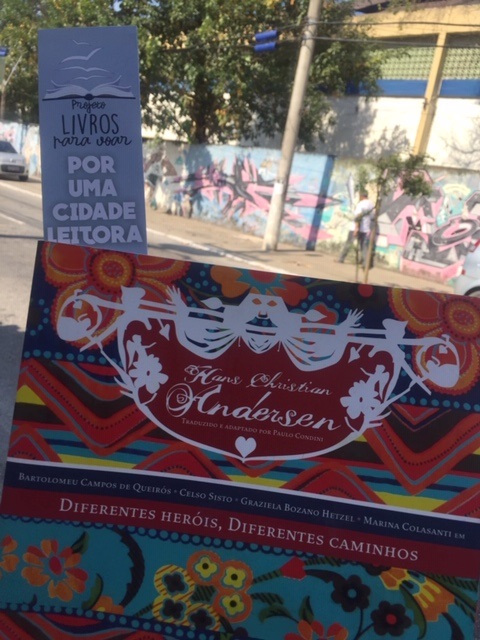 Projeto
LIVROS
para voar
POR
UMA
CIDADE
LEITORA
Hans Christian
Andersen
TRADUZIDO E ADAPTADO POR PAULO CONDINI
BARTOLOMEU CAMPOS DE QUEIRÓS • CELSO SISTO • GRAZIELA BOZANO HETZEL • MARINA COLASANTI EM
DIFERENTES HERÓIS, DIFERENTES CAMINHOS